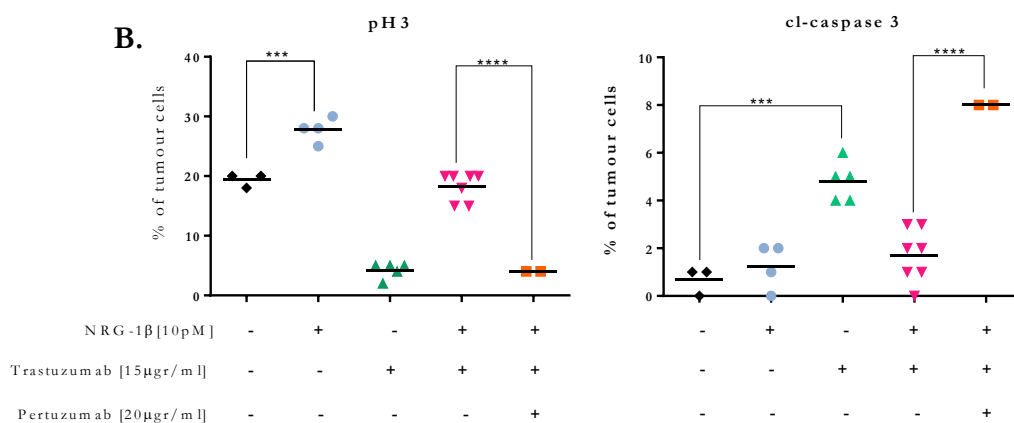 B.
pH3
% of tumour cells
40
30
20
10
0
***
****
cl-caspase 3
% of tumour cells
10
8
6
4
2
0
***
****
NRG-1β[10pM] - + - + + - + - + +
Trastuzumab [15µgr/ml] - - + + + - - + + +
Pertuzumab [20µgr/ml] - - - - + - - - - +